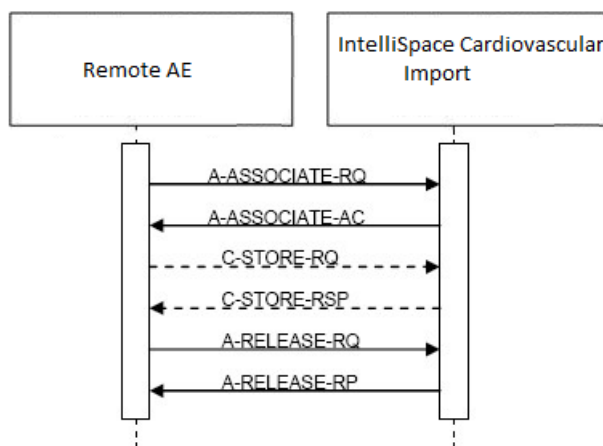 Remote AE
IntelliSpace Cardiovascular
Import
A-ASSOCIATE-RQ
A-ASSOCIATE-AC
C-STORE-RQ
C-STORE-RSP
A-RELEASE-RQ
A-RELEASE-RP